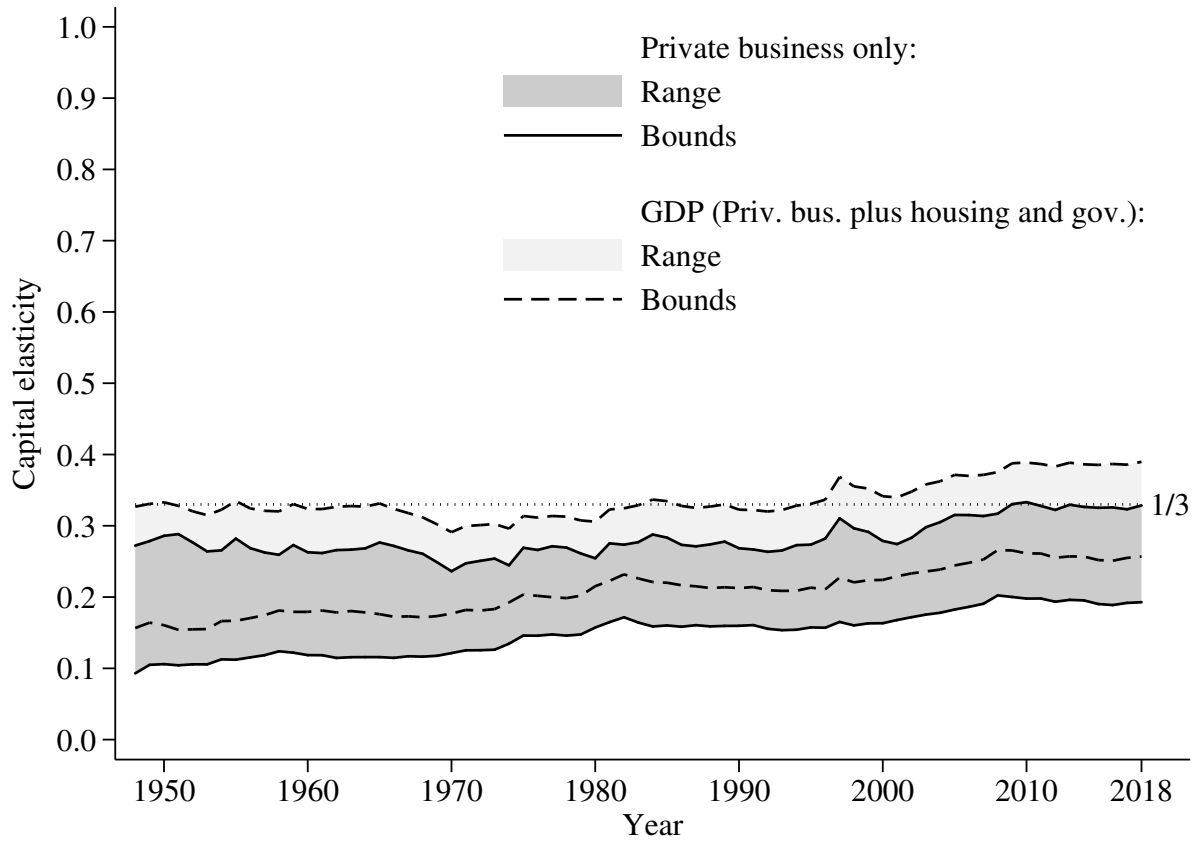 1.0
0.9
0.8
0.7
0.6
0.5
0.4
0.3
0.2
0.1
0.0
Capital elasticity
Private business only:
Range
Bounds
GDP (Priv. bus. plus housing and gov.):
Range
Bounds
1/3
1950 1960 1970 1980 1990 2000 2010 2018
Year